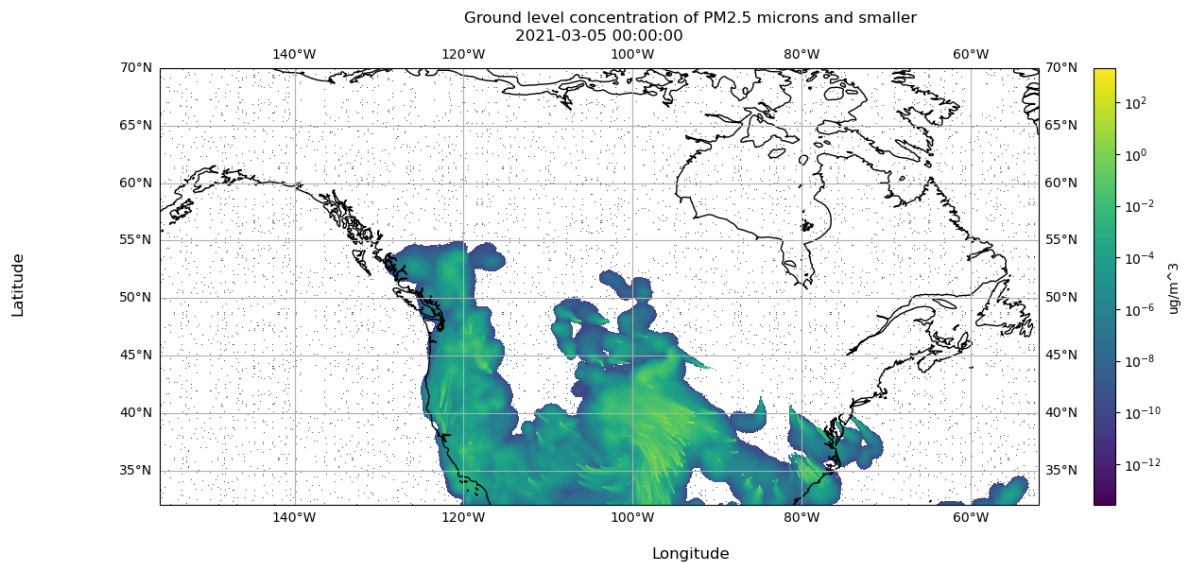 Ground level concentration of PM2.5 microns and smaller
2021-03-05 00:00:00
140°W 120°W 100°W 80°W 60°W
70°N 70°N
65°N 65°N
60°N 60°N
55°N 55°N
50°N 50°N
45°N 45°N
40°N 40°N
35°N 35°N
140°W 120°W 100°W 80°W 60°W
Latitude
Longitude
10^2
10^0
10^-2
10^-4
10^-6
10^-8
10^-10
10^-12
ug/m^3